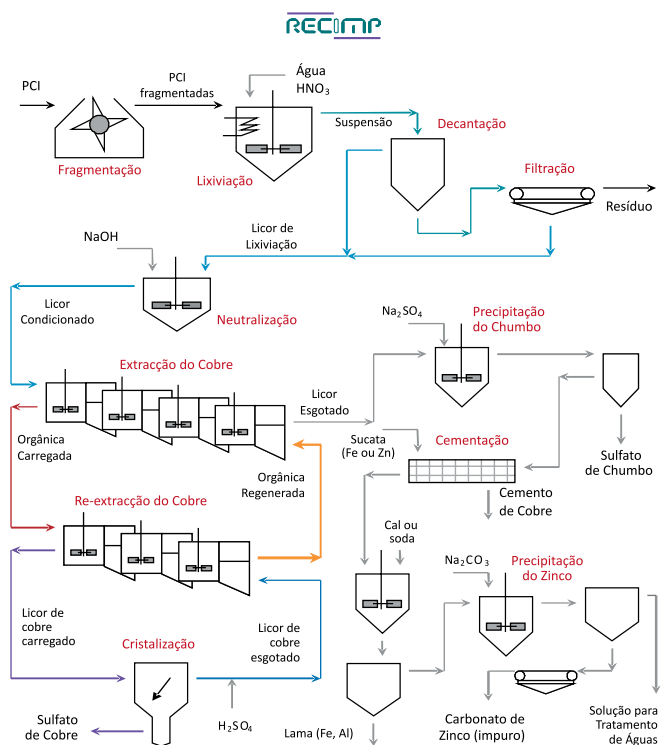 RECIMP
PCI
PCI
fragmentadas
Água
HNO3
Suspensão
Decantação
Fragmentação
Lixiviação
Filtração
Resíduo
NaOH
Licor de
Lixiviação
Licor
Condicionado
Neutralização
Na2SO4
Precipitação
do Chumbo
Extracção do Cobre
Licor
Esgotado
Orgânica
Carregada
Sucata
(Fe ou Zn)
Cementação
Sulfato
de Chumbo
Orgânica
Regenerada
Cemento
de Cobre
Re-extracção do Cobre
Cal ou
soda
Na2CO3
Precipitação
do Zinco
Licor de
cobre
carregado
Cristalização
Licor de
cobre
esgotado
H2SO4
Sulfato
de Cobre
Lama (Fe, Al)
Carbonato de
Zinco (impuro)
Solução para
Tratamento
de Águas